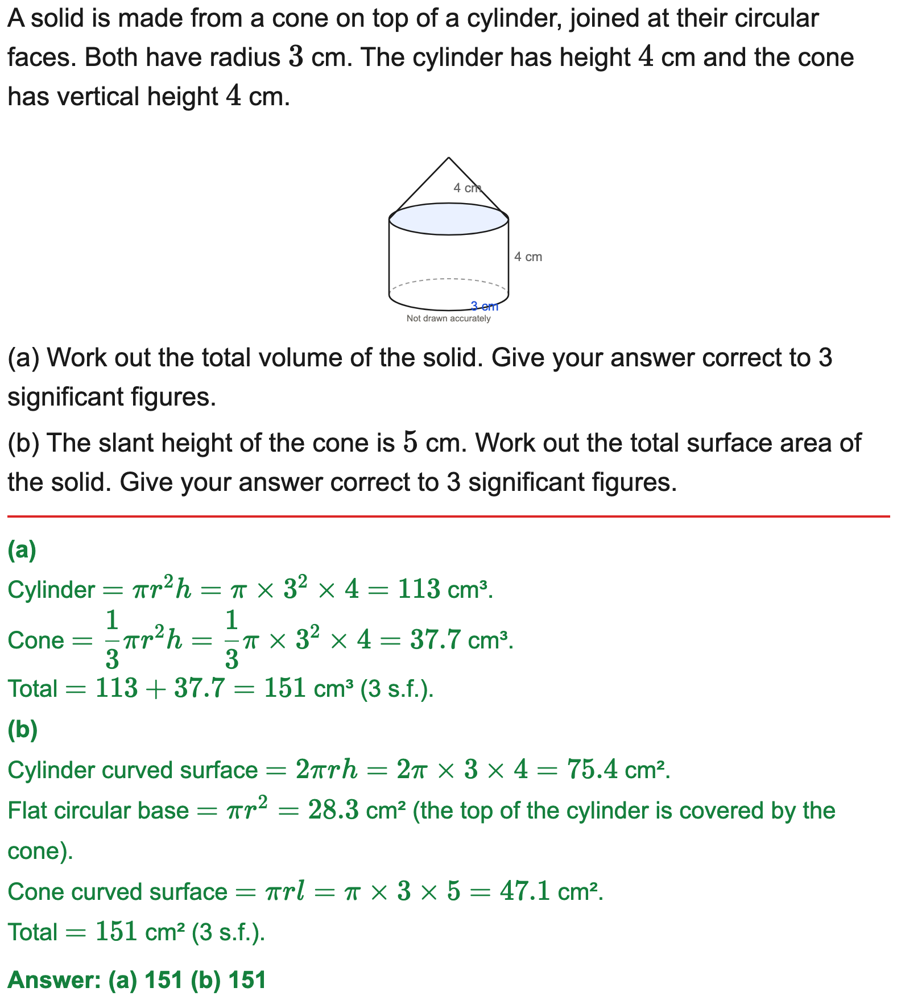 A solid is made from a cone on top of a cylinder, joined at their circular
faces. Both have radius 3 cm. The cylinder has height 4 cm and the cone
has vertical height 4 cm.
4 cm
4 cm
3 cm
Not drawn accurately
(a) Work out the total volume of the solid. Give your answer correct to 3
significant figures.
(b) The slant height of the cone is 5 cm. Work out the total surface area of
the solid. Give your answer correct to 3 significant figures.
(a)
Cylinder = πr²h = π × 3² × 4 = 113 cm³.
Cone = 1/3 πr²h = 1/3 π × 3² × 4 = 37.7 cm³.
Total = 113 + 37.7 = 151 cm³ (3 s.f.).
(b)
Cylinder curved surface = 2πrh = 2π × 3 × 4 = 75.4 cm².
Flat circular base = πr² = 28.3 cm² (the top of the cylinder is covered by the
cone).
Cone curved surface = πrl = π × 3 × 5 = 47.1 cm².
Total = 151 cm² (3 s.f.).
Answer: (a) 151 (b) 151